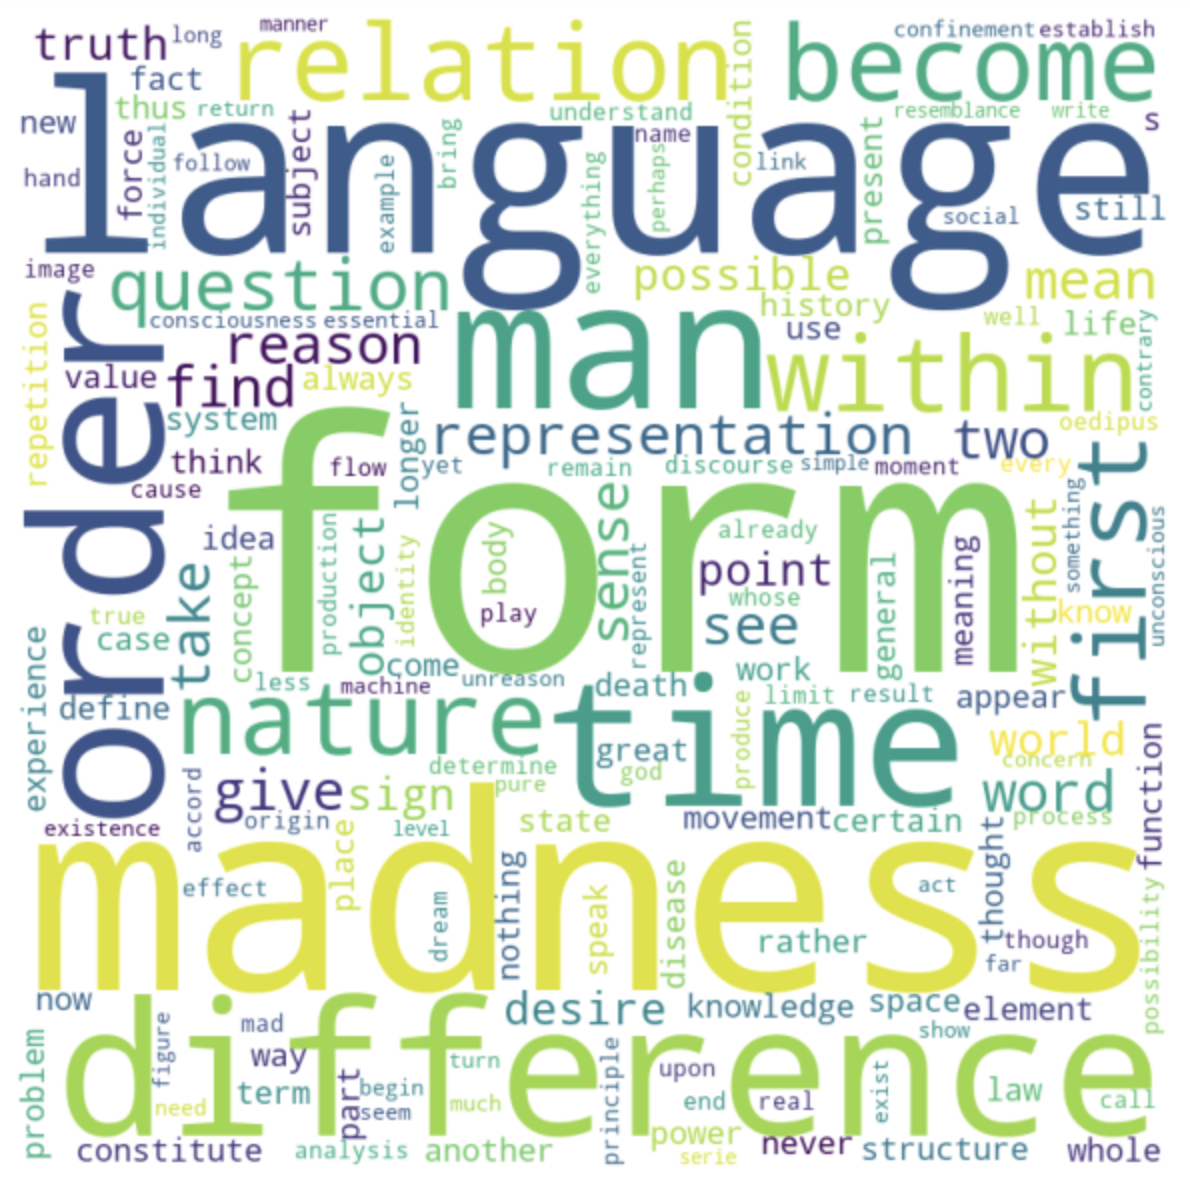 truth
long
manner
relation
condition
become
confinement
establish
fact
thus
return
understand
resemblance
write
new
hand
force
individual
follow
subject
language
example
bring
everything
name
perhaps
link
present
social
still
s
image
question
possible
mean
history
consciousness
essential
man
use
well
life
contrary
repetition
order
value
reason
find
always
within
system
representation
two
oedipus
think
flow
longer
yet
remain
discourse
simple
moment
every
first
cause
form
idea
production
object
identity
body
sense
already
without
something
unconscious
concept
take
play
represent
point
whose
general
meaning
know
true
case
see
come
unreason
work
less
machine
death
limit
result
appear
experience
define
nature
time
great
god
produce
world
concern
determine
pure
accord
give
sign
word
process
function
existence
origin
level
state
movement
certain
madness
effect
place
dream
nothing
speak
disease
act
thought
rather
though
far
possibility
now
desire
knowledge
space
element
show
difference
problem
figure
mad
way
turn
principle
upon
exist
law
call
need
term
part
begin
seem
much
end
real
constitute
analysis
another
power
serie
never
structure
whole